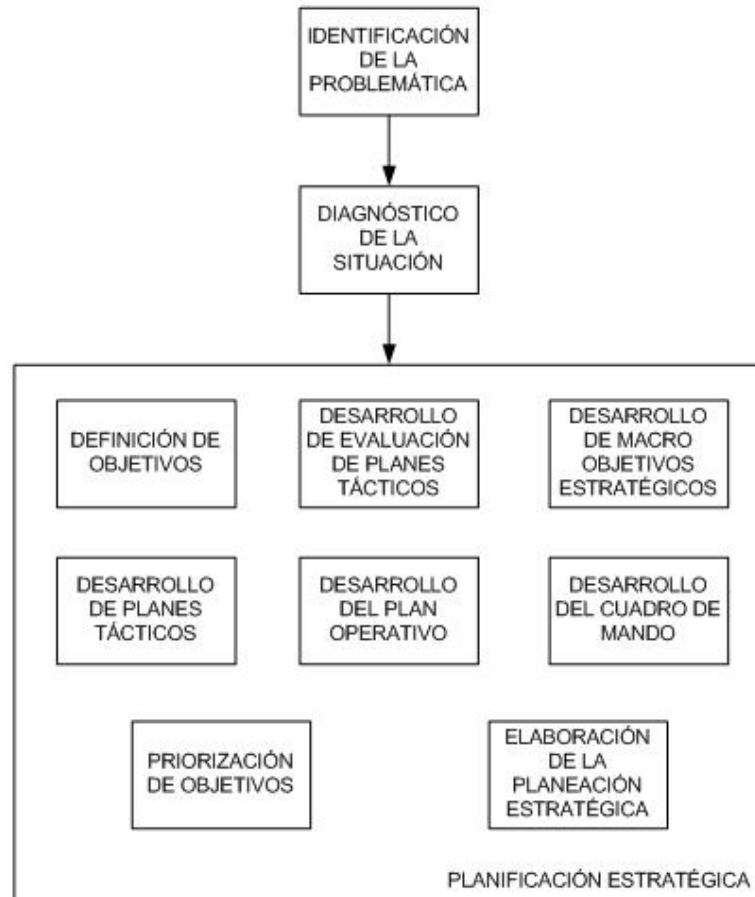 IDENTIFICACIÓN
DE LA
PROBLEMÁTICA
DIAGNÓSTICO
DE LA
SITUACIÓN
DEFINICIÓN DE
OBJETIVOS
DESARROLLO
DE EVALUACIÓN
DE PLANES
TÁCTICOS
DESARROLLO
DE MACRO
OBJETIVOS
ESTRATÉGICOS
DESARROLLO
DE PLANES
TÁCTICOS
DESARROLLO
DEL PLAN
OPERATIVO
DESARROLLO
DEL CUADRO DE
MANDO
PRIORIZACIÓN
DE OBJETIVOS
ELABORACIÓN
DE LA
PLANEACIÓN
ESTRATÉGICA
PLANIFICACIÓN ESTRATÉGICA